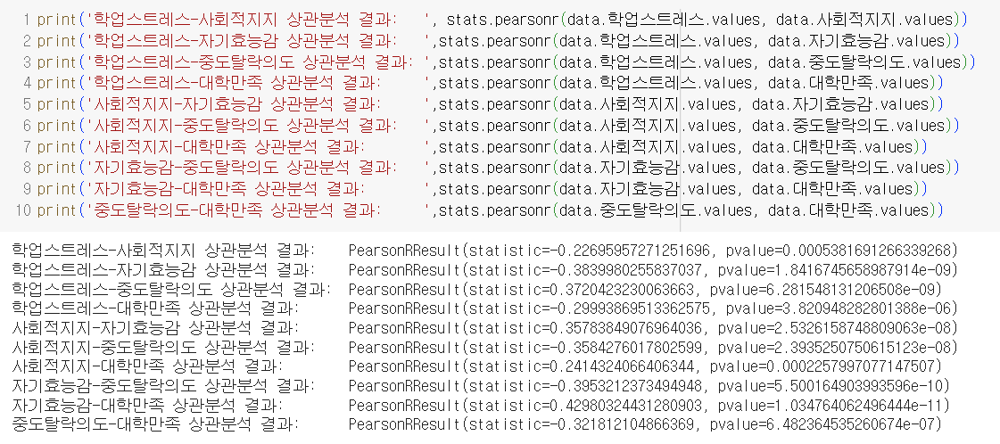 1 print('학업스트레스-사회적지지 상관분석 결과:   ', stats.pearsonr(data.학업스트레스.values, data.사회적지지.values))
2 print('학업스트레스-자기효능감 상관분석 결과:   ',stats.pearsonr(data.학업스트레스.values, data.자기효능감.values))
3 print('학업스트레스-중도탈락의도 상관분석 결과: ',stats.pearsonr(data.학업스트레스.values, data.중도탈락의도.values))
4 print('학업스트레스-대학만족 상관분석 결과:     ',stats.pearsonr(data.학업스트레스.values, data.대학만족.values))
5 print('사회적지지-자기효능감 상관분석 결과:     ',stats.pearsonr(data.사회적지지.values, data.자기효능감.values))
6 print('사회적지지-중도탈락의도 상관분석 결과:   ',stats.pearsonr(data.사회적지지.values, data.중도탈락의도.values))
7 print('사회적지지-대학만족 상관분석 결과:       ',stats.pearsonr(data.사회적지지.values, data.대학만족.values))
8 print('자기효능감-중도탈락의도 상관분석 결과:   ',stats.pearsonr(data.자기효능감.values, data.중도탈락의도.values))
9 print('자기효능감-대학만족 상관분석 결과:       ',stats.pearsonr(data.자기효능감.values, data.대학만족.values))
10 print('중도탈락의도-대학만족 상관분석 결과:     ',stats.pearsonr(data.중도탈락의도.values, data.대학만족.values))
학업스트레스-사회적지지 상관분석 결과:    PearsonRResult(statistic=-0.22695957271251696, pvalue=0.0005381691266339268)
학업스트레스-자기효능감 상관분석 결과:    PearsonRResult(statistic=-0.3839980255837037, pvalue=1.8416745658987914e-09)
학업스트레스-중도탈락의도 상관분석 결과:  PearsonRResult(statistic=0.3720423230063663, pvalue=6.281548131206508e-09)
학업스트레스-대학만족 상관분석 결과:      PearsonRResult(statistic=-0.29993869513362575, pvalue=3.820948282801388e-06)
사회적지지-자기효능감 상관분석 결과:      PearsonRResult(statistic=0.35783849076964036, pvalue=2.5326158748809063e-08)
사회적지지-중도탈락의도 상관분석 결과:    PearsonRResult(statistic=-0.3584276017802599, pvalue=2.3935250750615123e-08)
사회적지지-대학만족 상관분석 결과:        PearsonRResult(statistic=0.2414324066406344, pvalue=0.0002257997077147507)
자기효능감-중도탈락의도 상관분석 결과:    PearsonRResult(statistic=-0.3953212373494948, pvalue=5.500164903993596e-10)
자기효능감-대학만족 상관분석 결과:        PearsonRResult(statistic=0.42980324431280903, pvalue=1.034764062496444e-11)
중도탈락의도-대학만족 상관분석 결과:      PearsonRResult(statistic=-0.321812104866369, pvalue=6.482364535260674e-07)